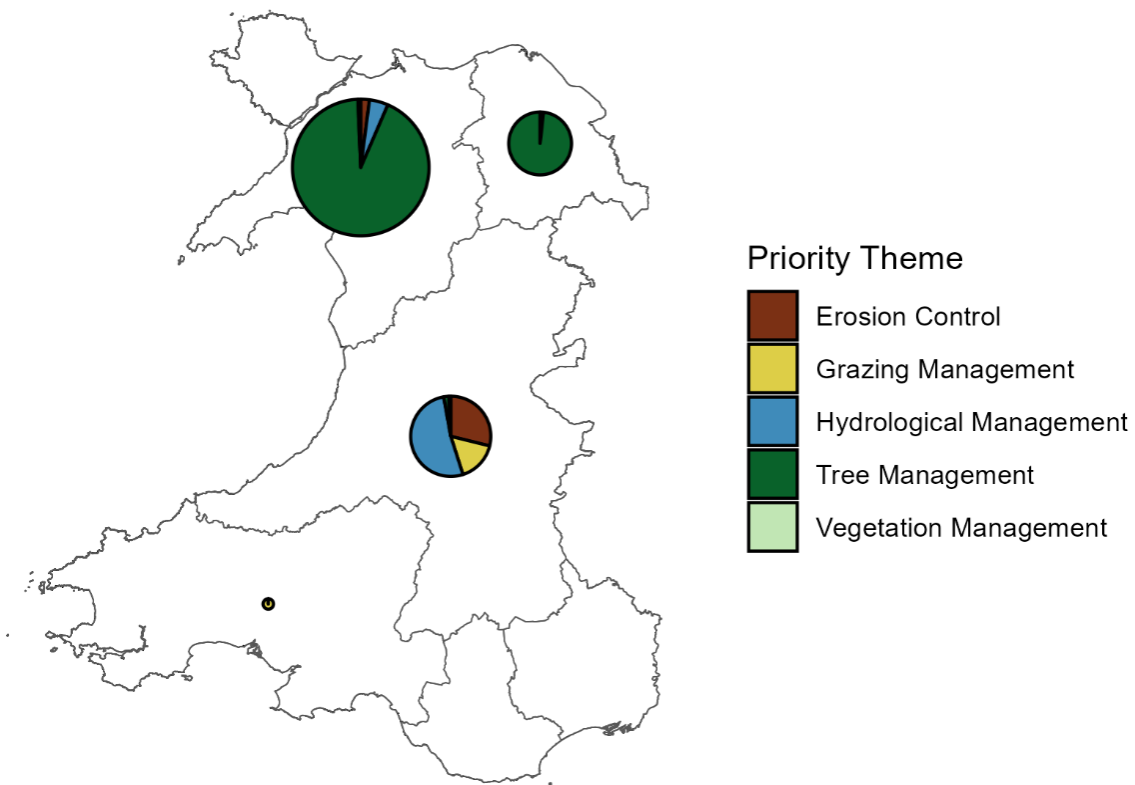 Priority Theme
Erosion Control
Grazing Management
Hydrological Management
Tree Management
Vegetation Management